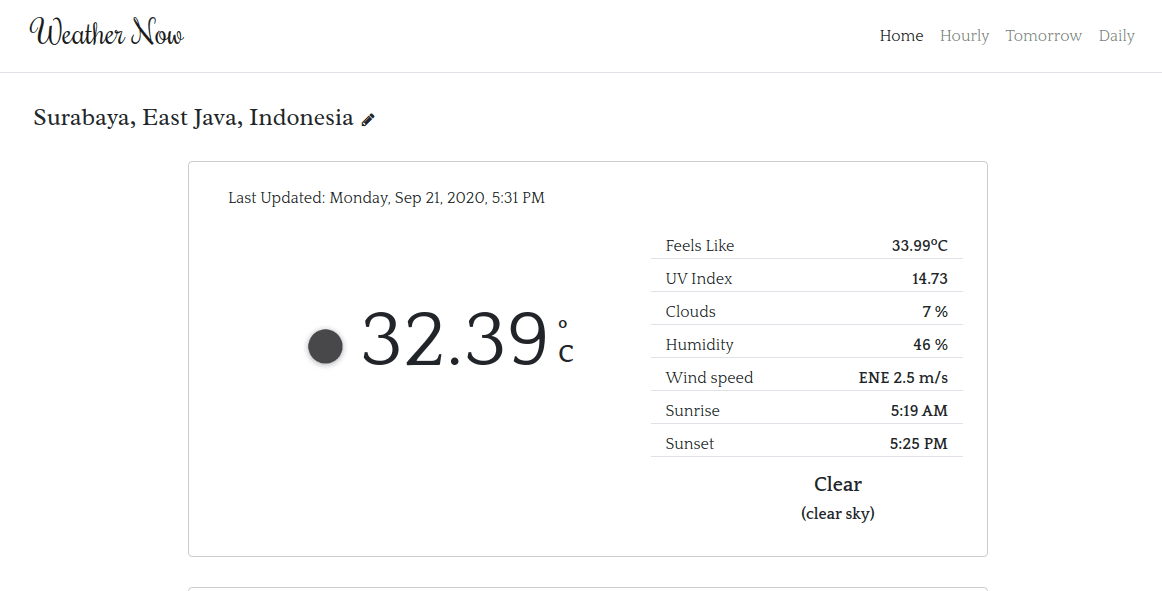 Weather Now
Home Hourly Tomorrow Daily
Surabaya, East Java, Indonesia
Last Updated: Monday, Sep 21, 2020, 5:31 PM
32.39 ºC
Feels Like 33.99ºC
UV Index 14.73
Clouds 7 %
Humidity 46 %
Wind speed ENE 2.5 m/s
Sunrise 5:19 AM
Sunset 5:25 PM
Clear
(clear sky)